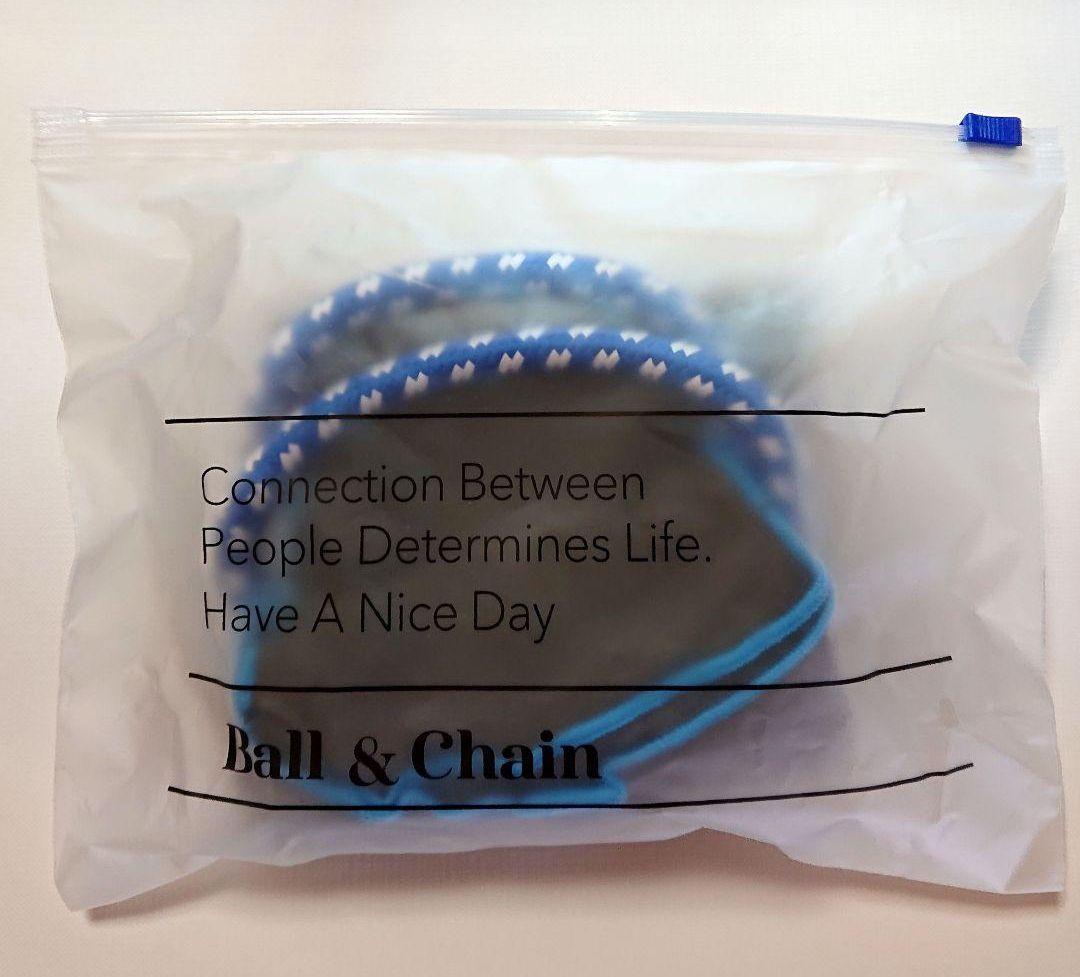 Connection Between
People Determines Life.
Have A Nice Day
Ball & Chain